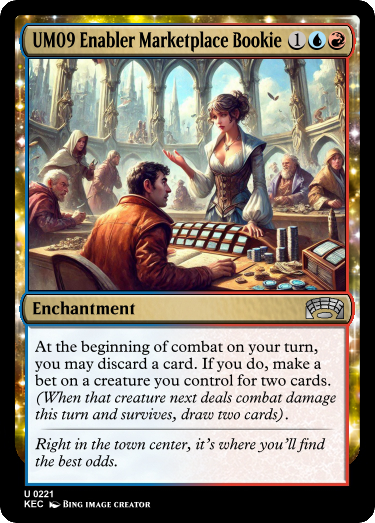 UM09 Enabler Marketplace Bookie 1
Enchantment
At the beginning of combat on your turn,
you may discard a card. If you do, make a
bet on a creature you control for two cards.
(When that creature next deals combat damage
this turn and survives, draw two cards).
Right in the town center, it's where you'll find
the best odds.
U 0221
KEC BING IMAGE CREATOR